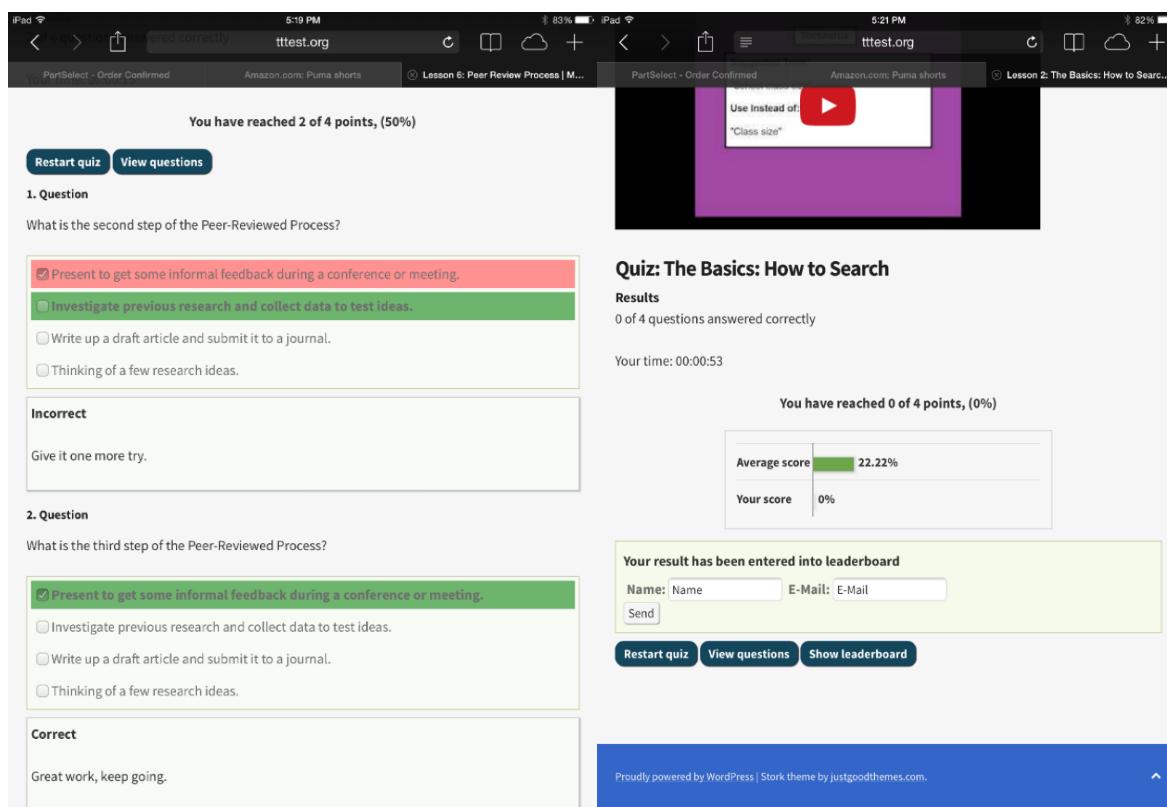 iPad
5:19 PM
83%
tttest.org
PartSelect - Order Confirmed
Amazon.com: Puma shorts
Lesson 6: Peer Review Process | M...
You have reached 2 of 4 points, (50%)
Restart quiz
View questions
1. Question
What is the second step of the Peer-Reviewed Process?
Present to get some informal feedback during a conference or meeting.
Investigate previous research and collect data to test ideas.
Write up a draft article and submit it to a journal.
Thinking of a few research ideas.
Incorrect
Give it one more try.
2. Question
What is the third step of the Peer-Reviewed Process?
Present to get some informal feedback during a conference or meeting.
Investigate previous research and collect data to test ideas.
Write up a draft article and submit it to a journal.
Thinking of a few research ideas.
Correct
Great work, keep going.
iPad
5:21 PM
82%
tttest.org
PartSelect - Order Confirmed
Amazon.com: Puma shorts
Lesson 2: The Basics: How to Searc...
Use Instead of:
"Class size"
Quiz: The Basics: How to Search
Results
0 of 4 questions answered correctly
Your time: 00:00:53
You have reached 0 of 4 points, (0%)
Average score 22.22%
Your score 0%
Your result has been entered into leaderboard
Name: Name E-Mail: E-Mail
Send
Restart quiz
View questions
Show leaderboard
Proudly powered by WordPress | Stork theme by justgoodthemes.com.